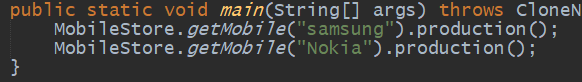 public static void main(String[] args) throws CloneN
MobileStore.getMobile("samsung").production();
MobileStore.getMobile("Nokia").production();
}